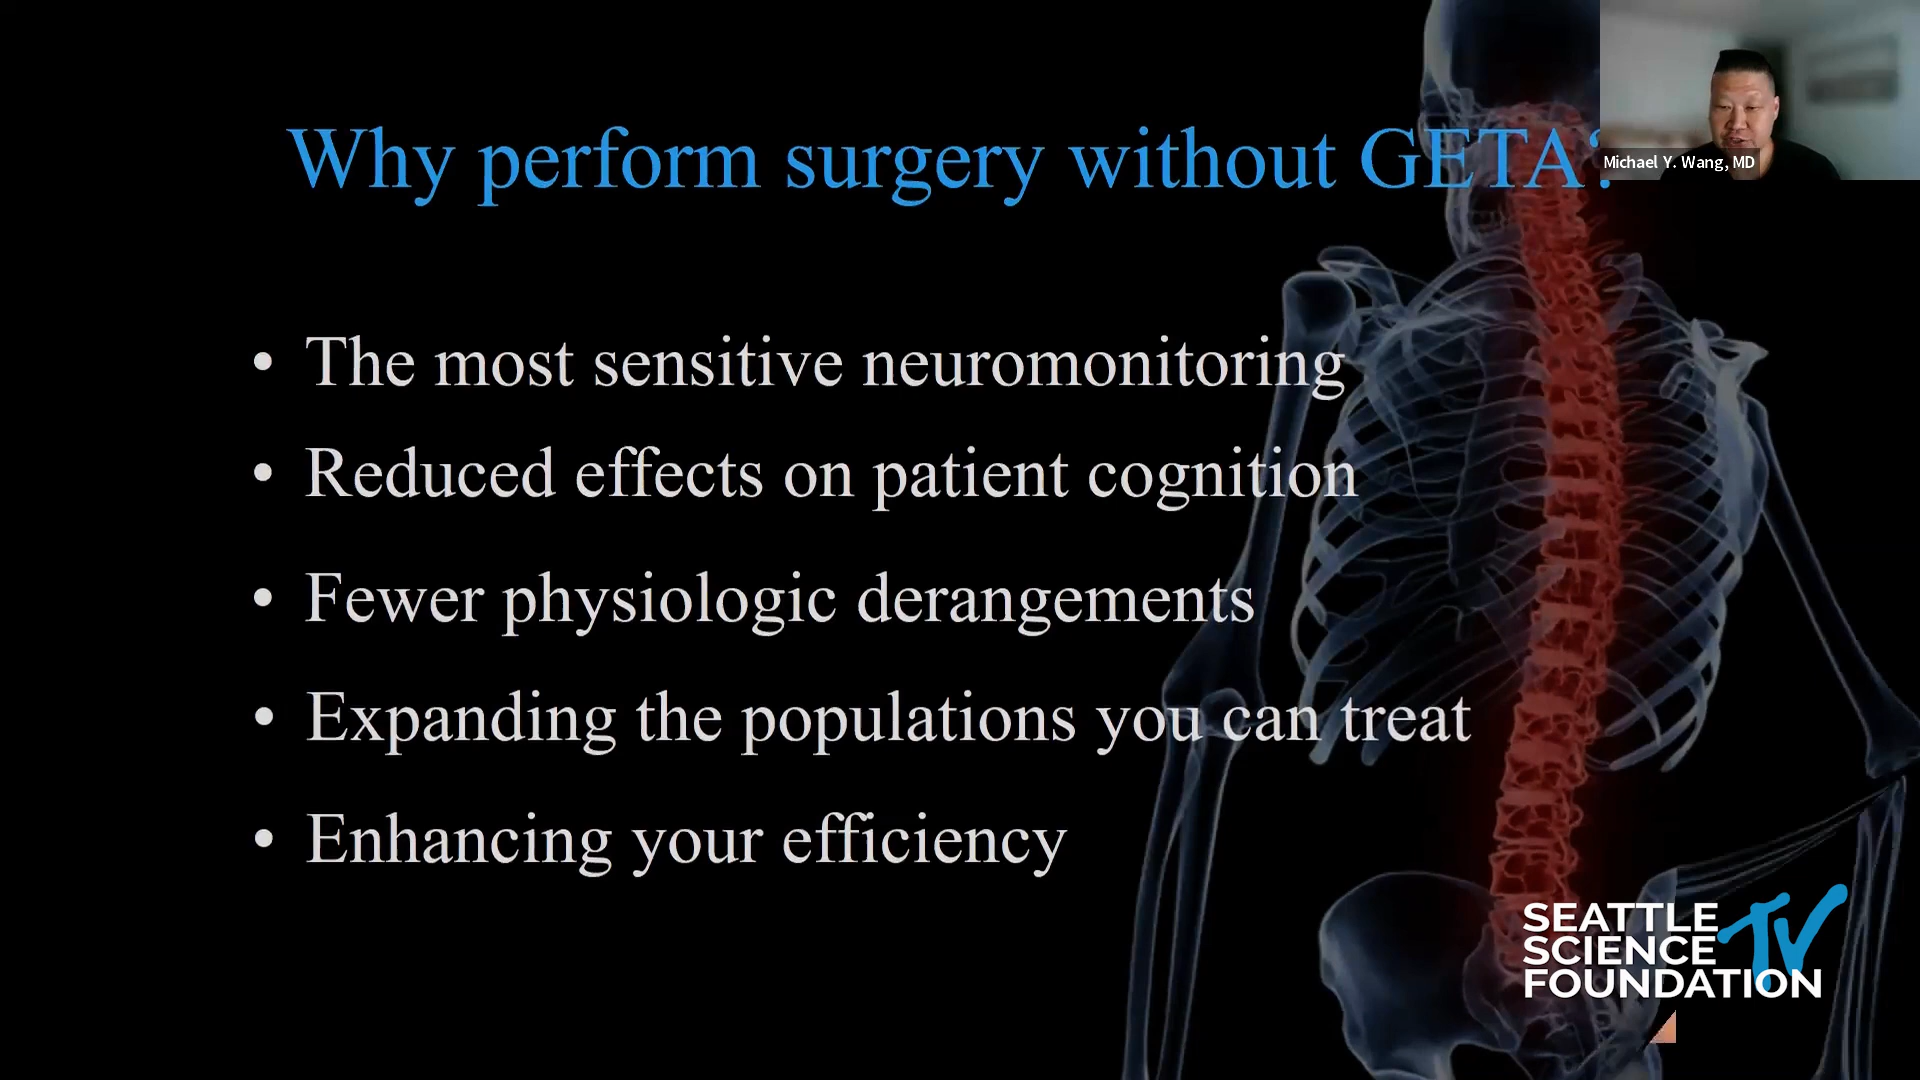 Why perform surgery without GETA?
Michael Y. Wang, MD
• The most sensitive neuromonitoring
• Reduced effects on patient cognition
• Fewer physiologic derangements
• Expanding the populations you can treat
• Enhancing your efficiency
SEATTLE
SCIENCE TV
FOUNDATION